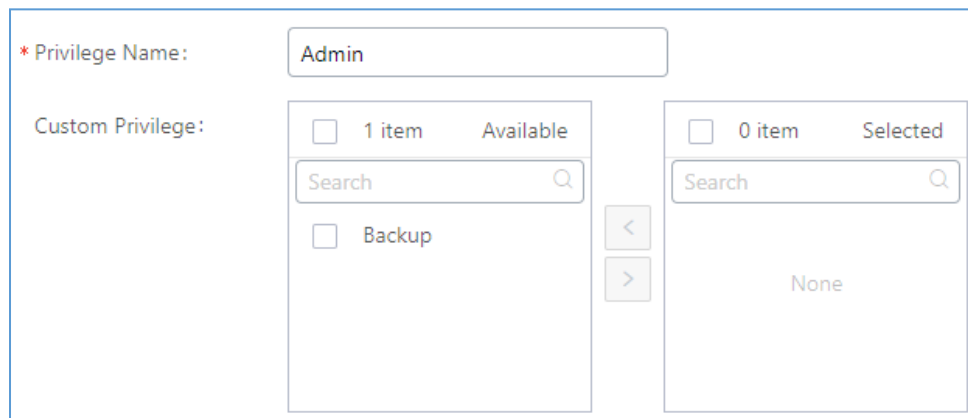 * Privilege Name:
Admin
Custom Privilege:
1 item Available
0 item Selected
Search
Search
Backup
<
>
None